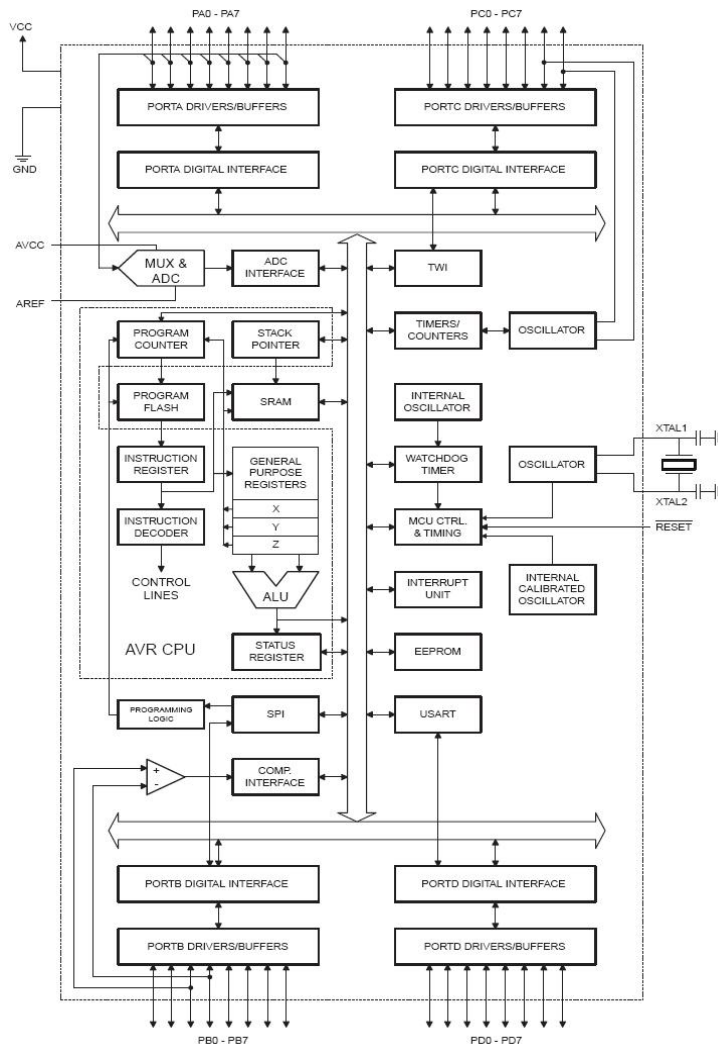 PA0 - PA7
PC0 - PC7
VCC
GND
PORTA DRIVERS/BUFFERS
PORTC DRIVERS/BUFFERS
PORTA DIGITAL INTERFACE
PORTC DIGITAL INTERFACE
AVCC
AREF
MUX &
ADC
ADC
INTERFACE
TWI
PROGRAM
COUNTER
STACK
POINTER
TIMERS/
COUNTERS
OSCILLATOR
PROGRAM
FLASH
SRAM
INTERNAL
OSCILLATOR
XTAL1
INSTRUCTION
REGISTER
GENERAL
PURPOSE
REGISTERS
X
Y
Z
WATCHDOG
TIMER
OSCILLATOR
XTAL2
INSTRUCTION
DECODER
MCU CTRL.
& TIMING
RESET
CONTROL
LINES
ALU
INTERRUPT
UNIT
INTERNAL
CALIBRATED
OSCILLATOR
AVR CPU
STATUS
REGISTER
EEPROM
PROGRAMMING
LOGIC
SPI
USART
+
-
COMP.
INTERFACE
PORTB DIGITAL INTERFACE
PORTD DIGITAL INTERFACE
PORTB DRIVERS/BUFFERS
PORTD DRIVERS/BUFFERS
PB0 - PB7
PD0 - PD7